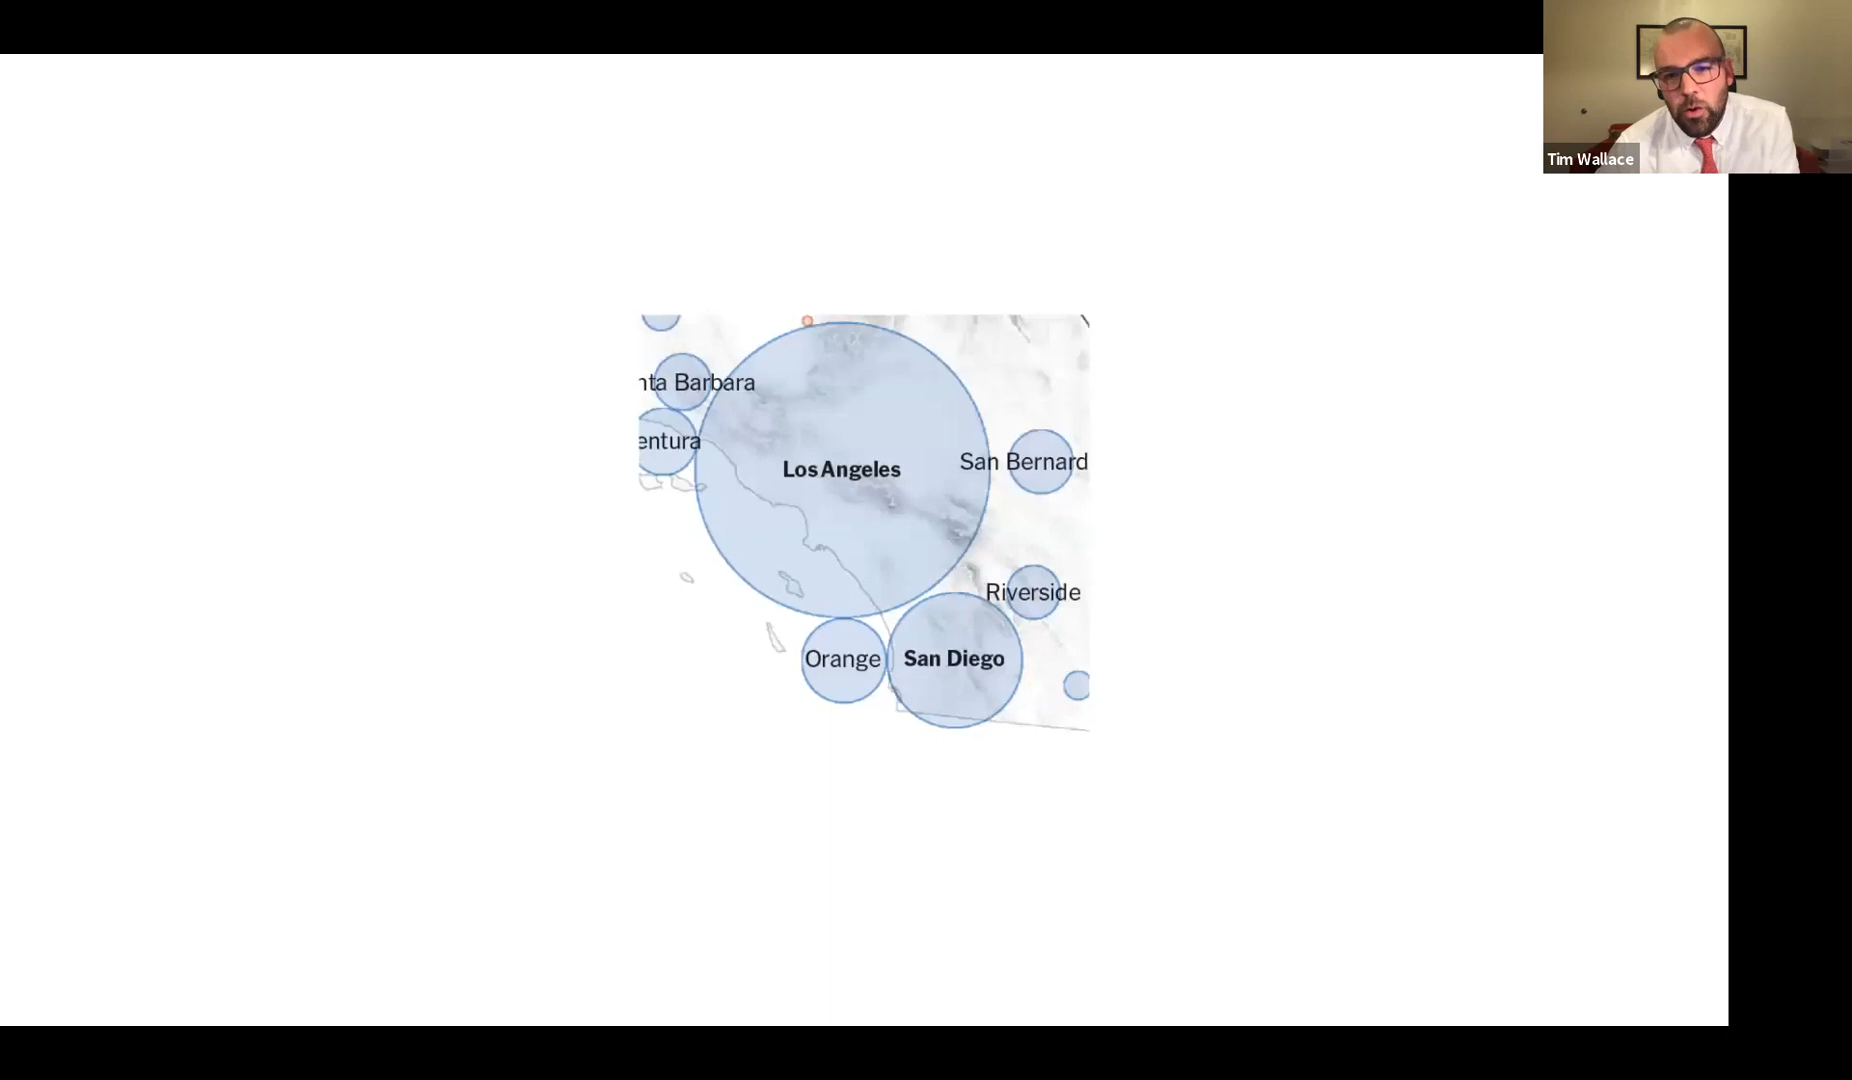 Tim Wallace
nta Barbara
entura
Los Angeles
San Bernard
Riverside
Orange
San Diego